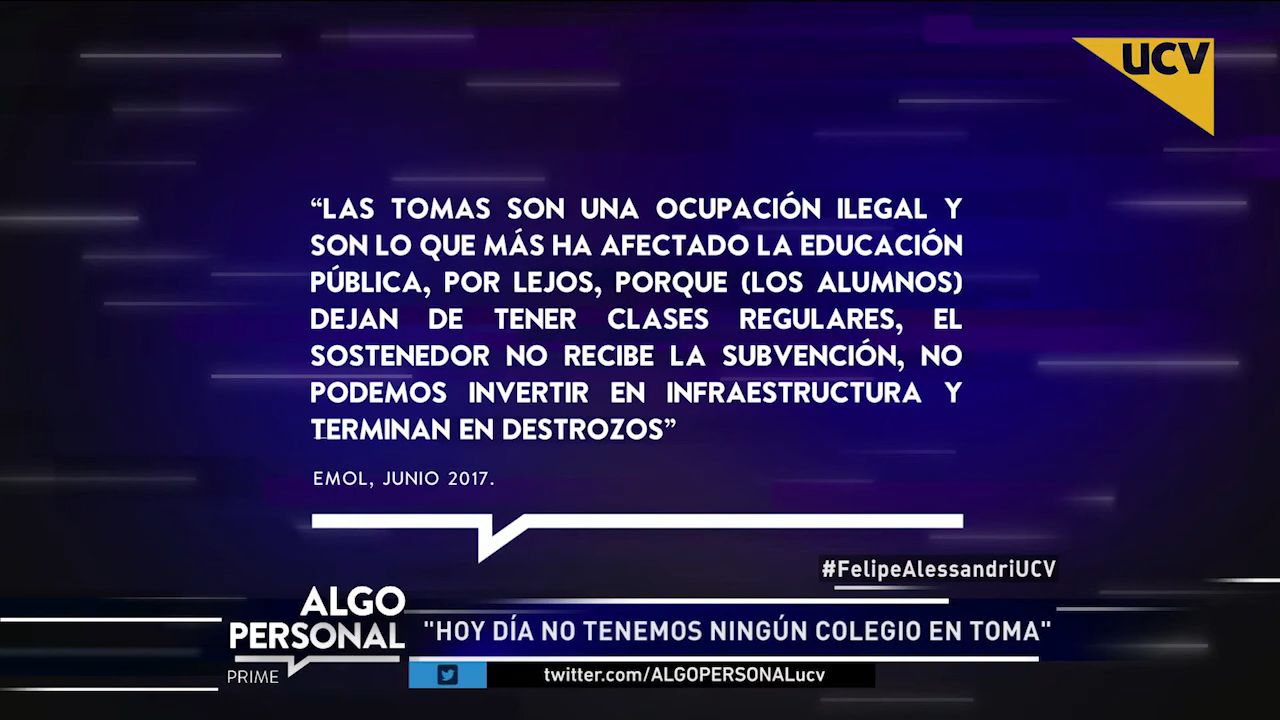 UCV
“LAS TOMAS SON UNA OCUPACIÓN ILEGAL Y
SON LO QUE MÁS HA AFECTADO LA EDUCACIÓN
PÚBLICA, POR LEJOS, PORQUE (LOS ALUMNOS)
DEJAN DE TENER CLASES REGULARES, EL
SOSTENEDOR NO RECIBE LA SUBVENCIÓN, NO
PODEMOS INVERTIR EN INFRAESTRUCTURA Y
TERMINAN EN DESTROZOS”
EMOL, JUNIO 2017.
#FelipeAlessandriUCV
ALGO
PERSONAL
PRIME
"HOY DÍA NO TENEMOS NINGÚN COLEGIO EN TOMA"
twitter.com/ALGOPERSONALucv